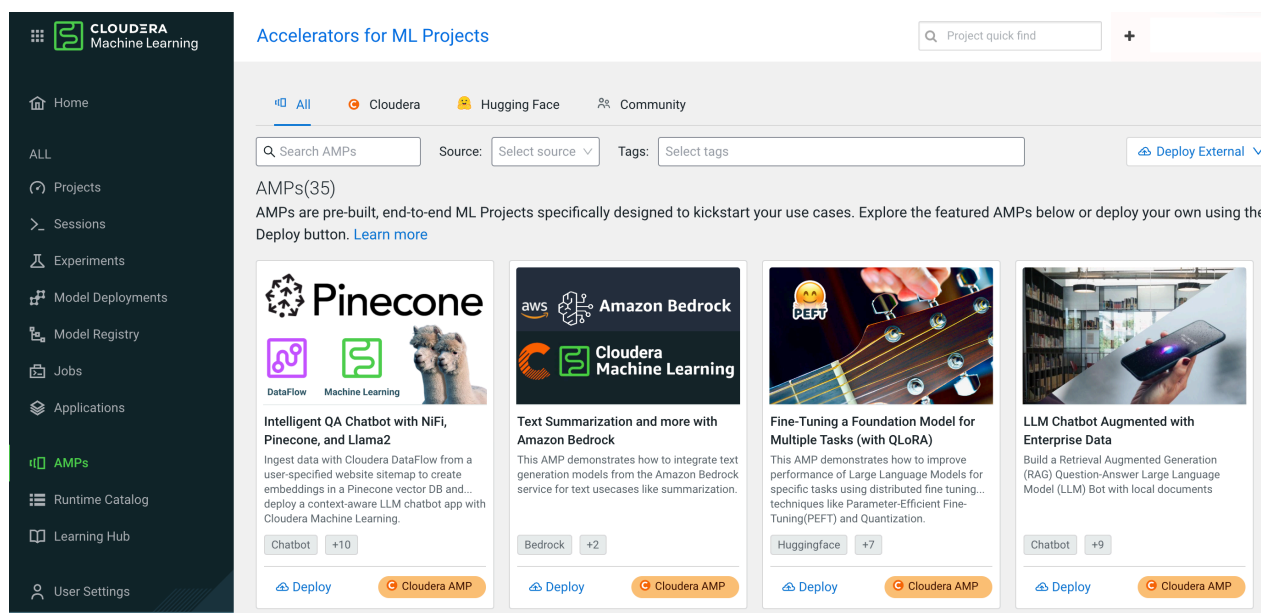 CLOUDERA
Machine Learning
Home
ALL
Projects
Sessions
Experiments
Model Deployments
Model Registry
Jobs
Applications
AMPs
Runtime Catalog
Learning Hub
User Settings
Accelerators for ML Projects
Project quick find
+
All
Cloudera
Hugging Face
Community
Search AMPs
Source:
Select source
Tags:
Select tags
Deploy External
AMPs(35)
AMPs are pre-built, end-to-end ML Projects specifically designed to kickstart your use cases. Explore the featured AMPs below or deploy your own using the
Deploy button. Learn more
Pinecone
DataFlow
Machine Learning
Intelligent QA Chatbot with NiFi,
Pinecone, and Llama2
Ingest data with Cloudera DataFlow from a
user-specified website sitemap to create
embeddings in a Pinecone vector DB and...
deploy a context-aware LLM chatbot app with
Cloudera Machine Learning.
Chatbot +10
Deploy
Cloudera AMP
aws
Amazon Bedrock
Cloudera
Machine Learning
Text Summarization and more with
Amazon Bedrock
This AMP demonstrates how to integrate text
generation models from the Amazon Bedrock
service for text usecases like summarization.
Bedrock +2
Deploy
Cloudera AMP
PEFT
Fine-Tuning a Foundation Model for
Multiple Tasks (with QLoRA)
This AMP demonstrates how to improve
performance of Large Language Models for
specific tasks using distributed fine tuning...
techniques like Parameter-Efficient Fine-
Tuning(PEFT) and Quantization.
Huggingface +7
Deploy
Cloudera AMP
LLM Chatbot Augmented with
Enterprise Data
Build a Retrieval Augmented Generation
(RAG) Question-Answer Large Language
Model (LLM) Bot with local documents
Chatbot +9
Deploy
Cloudera AMP